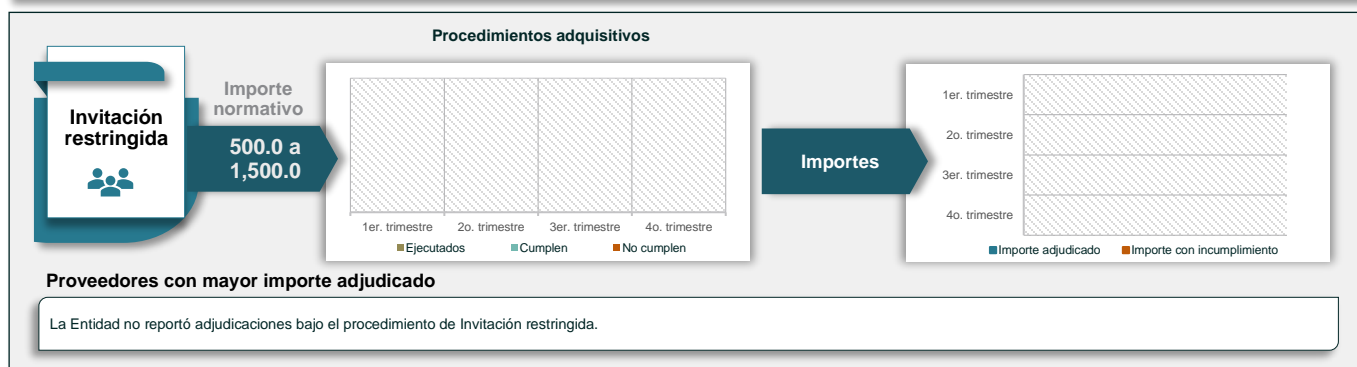 Procedimientos adquisitivos
Invitación
restringida
Importe
normativo
500.0 a
1,500.0
1er. trimestre 2o. trimestre 3er. trimestre 4o. trimestre
Ejecutados Cumplen No cumplen
Importes
1er. trimestre
2o. trimestre
3er. trimestre
4o. trimestre
Importe adjudicado Importe con incumplimiento
Proveedores con mayor importe adjudicado
La Entidad no reportó adjudicaciones bajo el procedimiento de Invitación restringida.